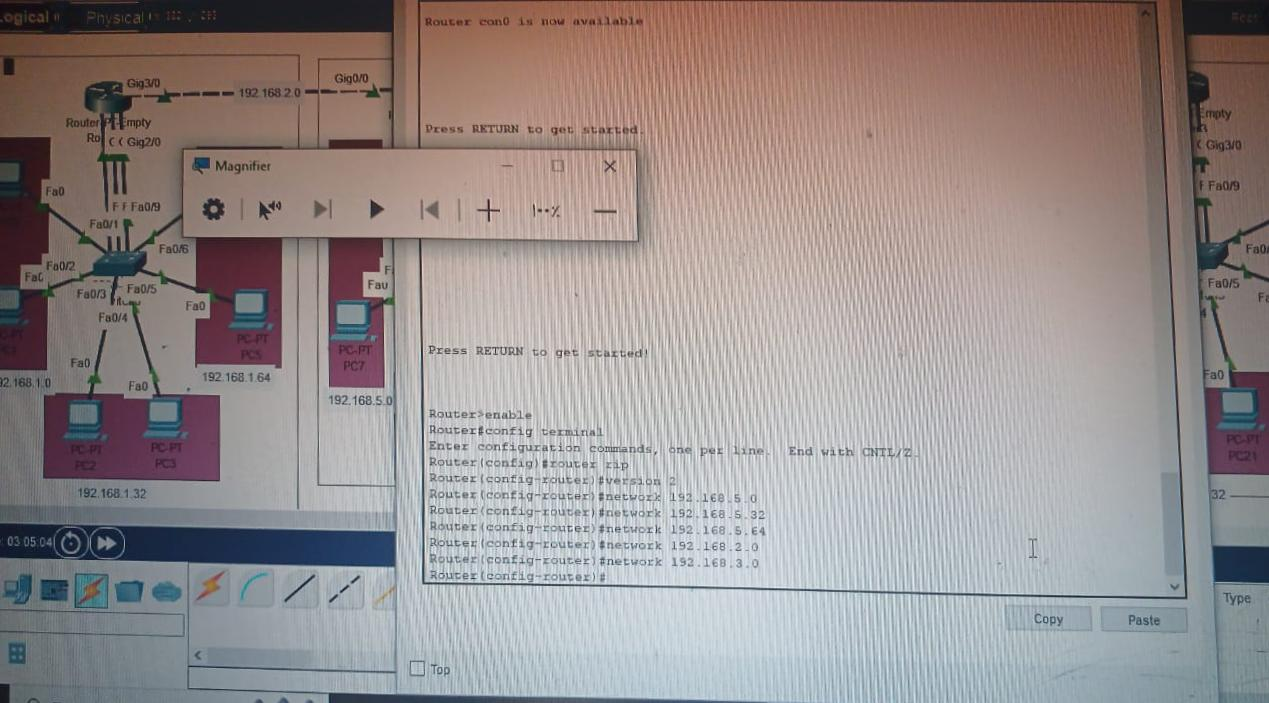 Logical
Physical
Router con0 is now available
Gig3/0
192.168.2.0
Gig0/0
Press RETURN to get started.
Gig2/0
Magnifier
Fa0
Fa0/9
Fa0/1
Fa0/6
Fa0/2
Fa0/3
Fa0/5
Fa0/4
Fa0
PC-PT
PC5
192.168.1.64
PC-PT
PC7
192.168.5.0
Fa0
Fa0
PC-PT
PC2
PC-PT
PC3
192.168.1.32
Press RETURN to get started!
Router>enable
Router#config terminal
Enter configuration commands, one per line. End with CNTL/Z.
Router(config)#router rip
Router(config-router)#version 2
Router(config-router)#network 192.168.5.0
Router(config-router)#network 192.168.5.32
Router(config-router)#network 192.168.5.64
Router(config-router)#network 192.168.2.0
Router(config-router)#network 192.168.3.0
Router(config-router)#
Gig3/0
Fa0/9
Fa0/5
Fa0
PC-PT
PC21
32
03:05:04
Copy
Paste
Type
Top